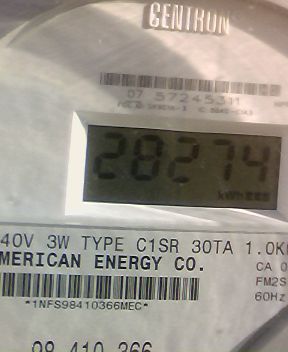 CENTRON
07 57245311
28274
kWh
40V 3W TYPE C1SR 30TA 1.0K
MERICAN ENERGY CO.
CA 0
FM2S
60Hz
*1NFS98410366MEC*
98 410 366